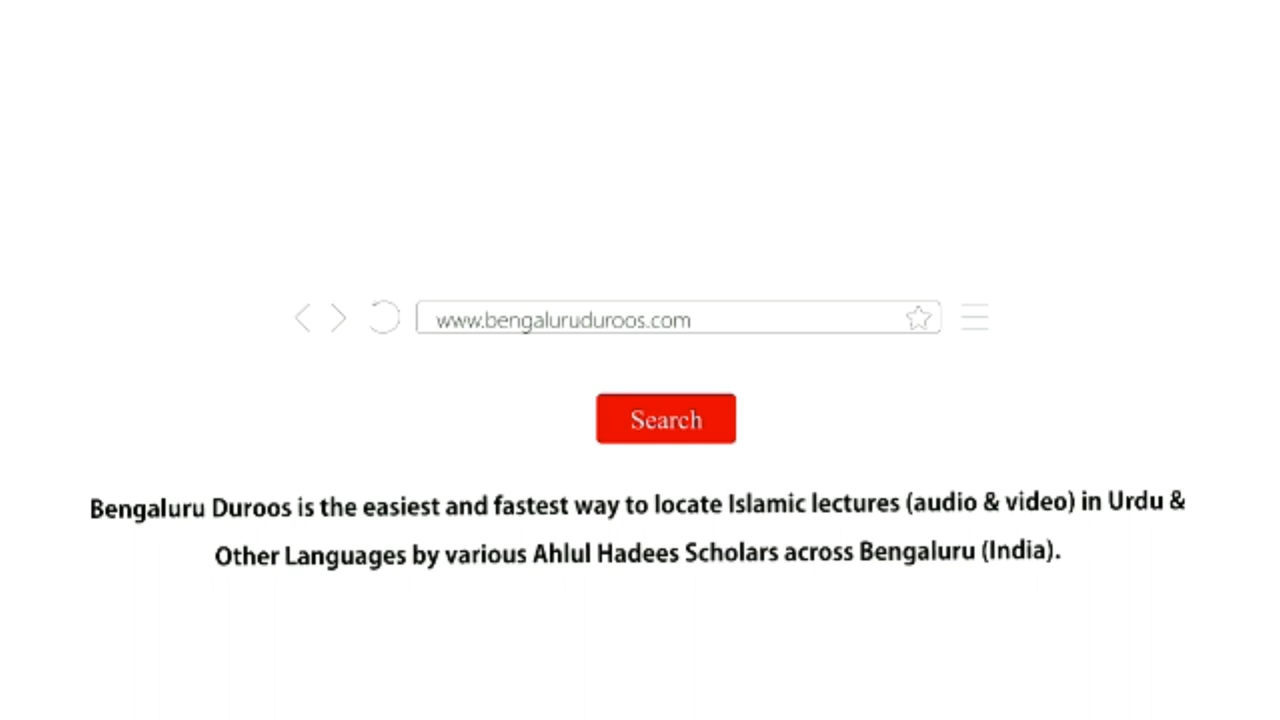 www.bengaluruduroos.com
Search
Bengaluru Duroos is the easiest and fastest way to locate Islamic lectures (audio & video) in Urdu &
Other Languages by various Ahlul Hadees Scholars across Bengaluru (India).